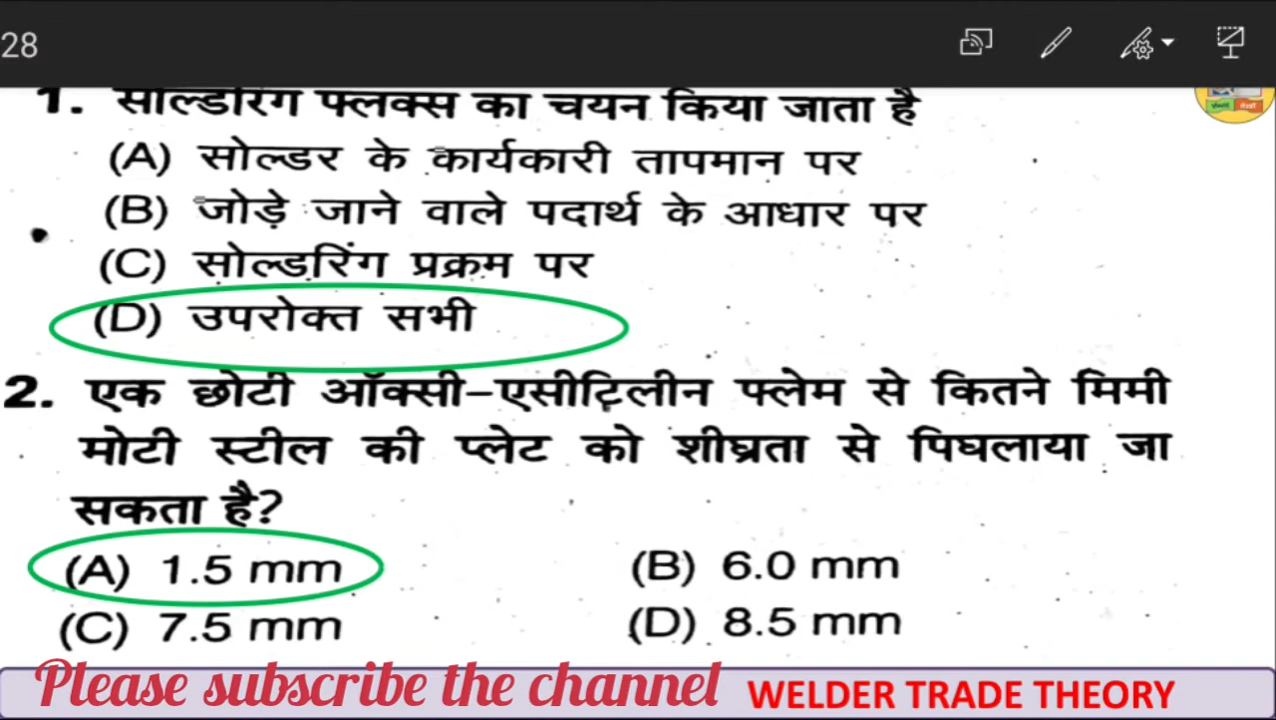 28
1. सोल्डरिंग फ्लक्स का चयन किया जाता है
(A) सोल्डर के कार्यकारी तापमान पर
(B) जोड़े जाने वाले पदार्थ के आधार पर
(C) सोल्डरिंग प्रक्रम पर
(D) उपरोक्त सभी
2. एक छोटी ऑक्सी-एसीटिलीन फ्लेम से कितने मिमी
मोटी स्टील की प्लेट को शीघ्रता से पिघलाया जा
सकता है?
(A) 1.5 mm (B) 6.0 mm
(C) 7.5 mm (D) 8.5 mm
Please subscribe the channel WELDER TRADE THEORY